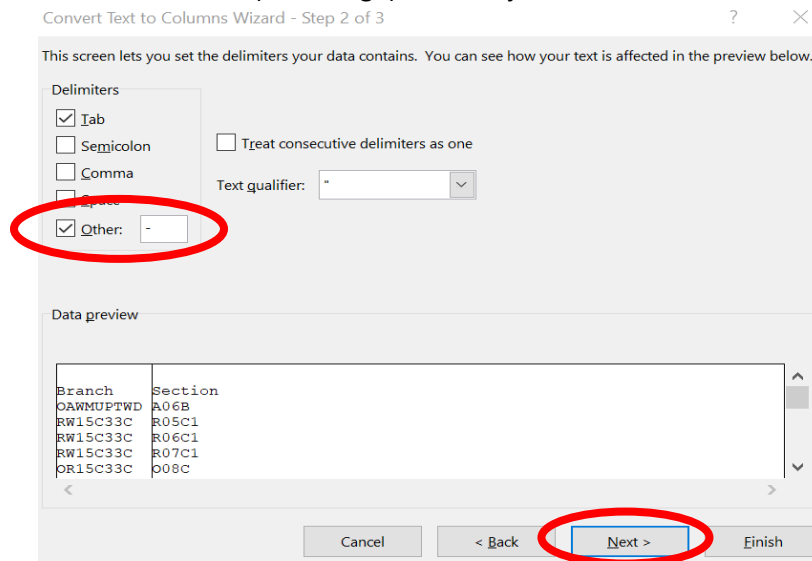 Convert Text to Columns Wizard - Step 2 of 3 ? ×
This screen lets you set the delimiters your data contains. You can see how your text is affected in the preview below.
Delimiters
Tab
Semicolon
Comma
Space
Other: -
Treat consecutive delimiters as one
Text qualifier: "
Data preview
Branch Section
OAWMUPTWD A06B
RW15C33C R05C1
RW15C33C R06C1
RW15C33C R07C1
OR15C33C O08C
Cancel < Back Next > Finish